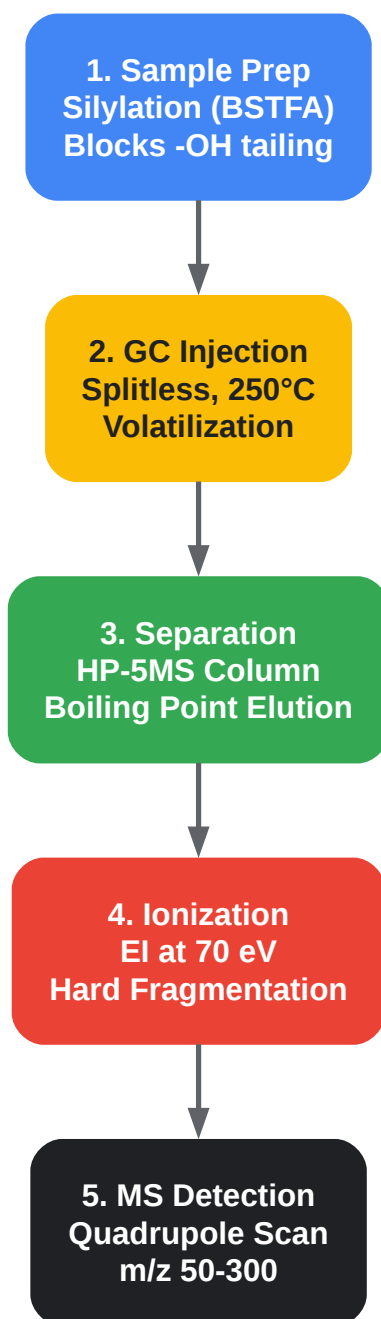 1. Sample Prep
Silylation (BSTFA)
Blocks -OH tailing
2. GC Injection
Splitless, 250°C
Volatilization
3. Separation
HP-5MS Column
Boiling Point Elution
4. Ionization
EI at 70 eV
Hard Fragmentation
5. MS Detection
Quadrupole Scan
m/z 50-300